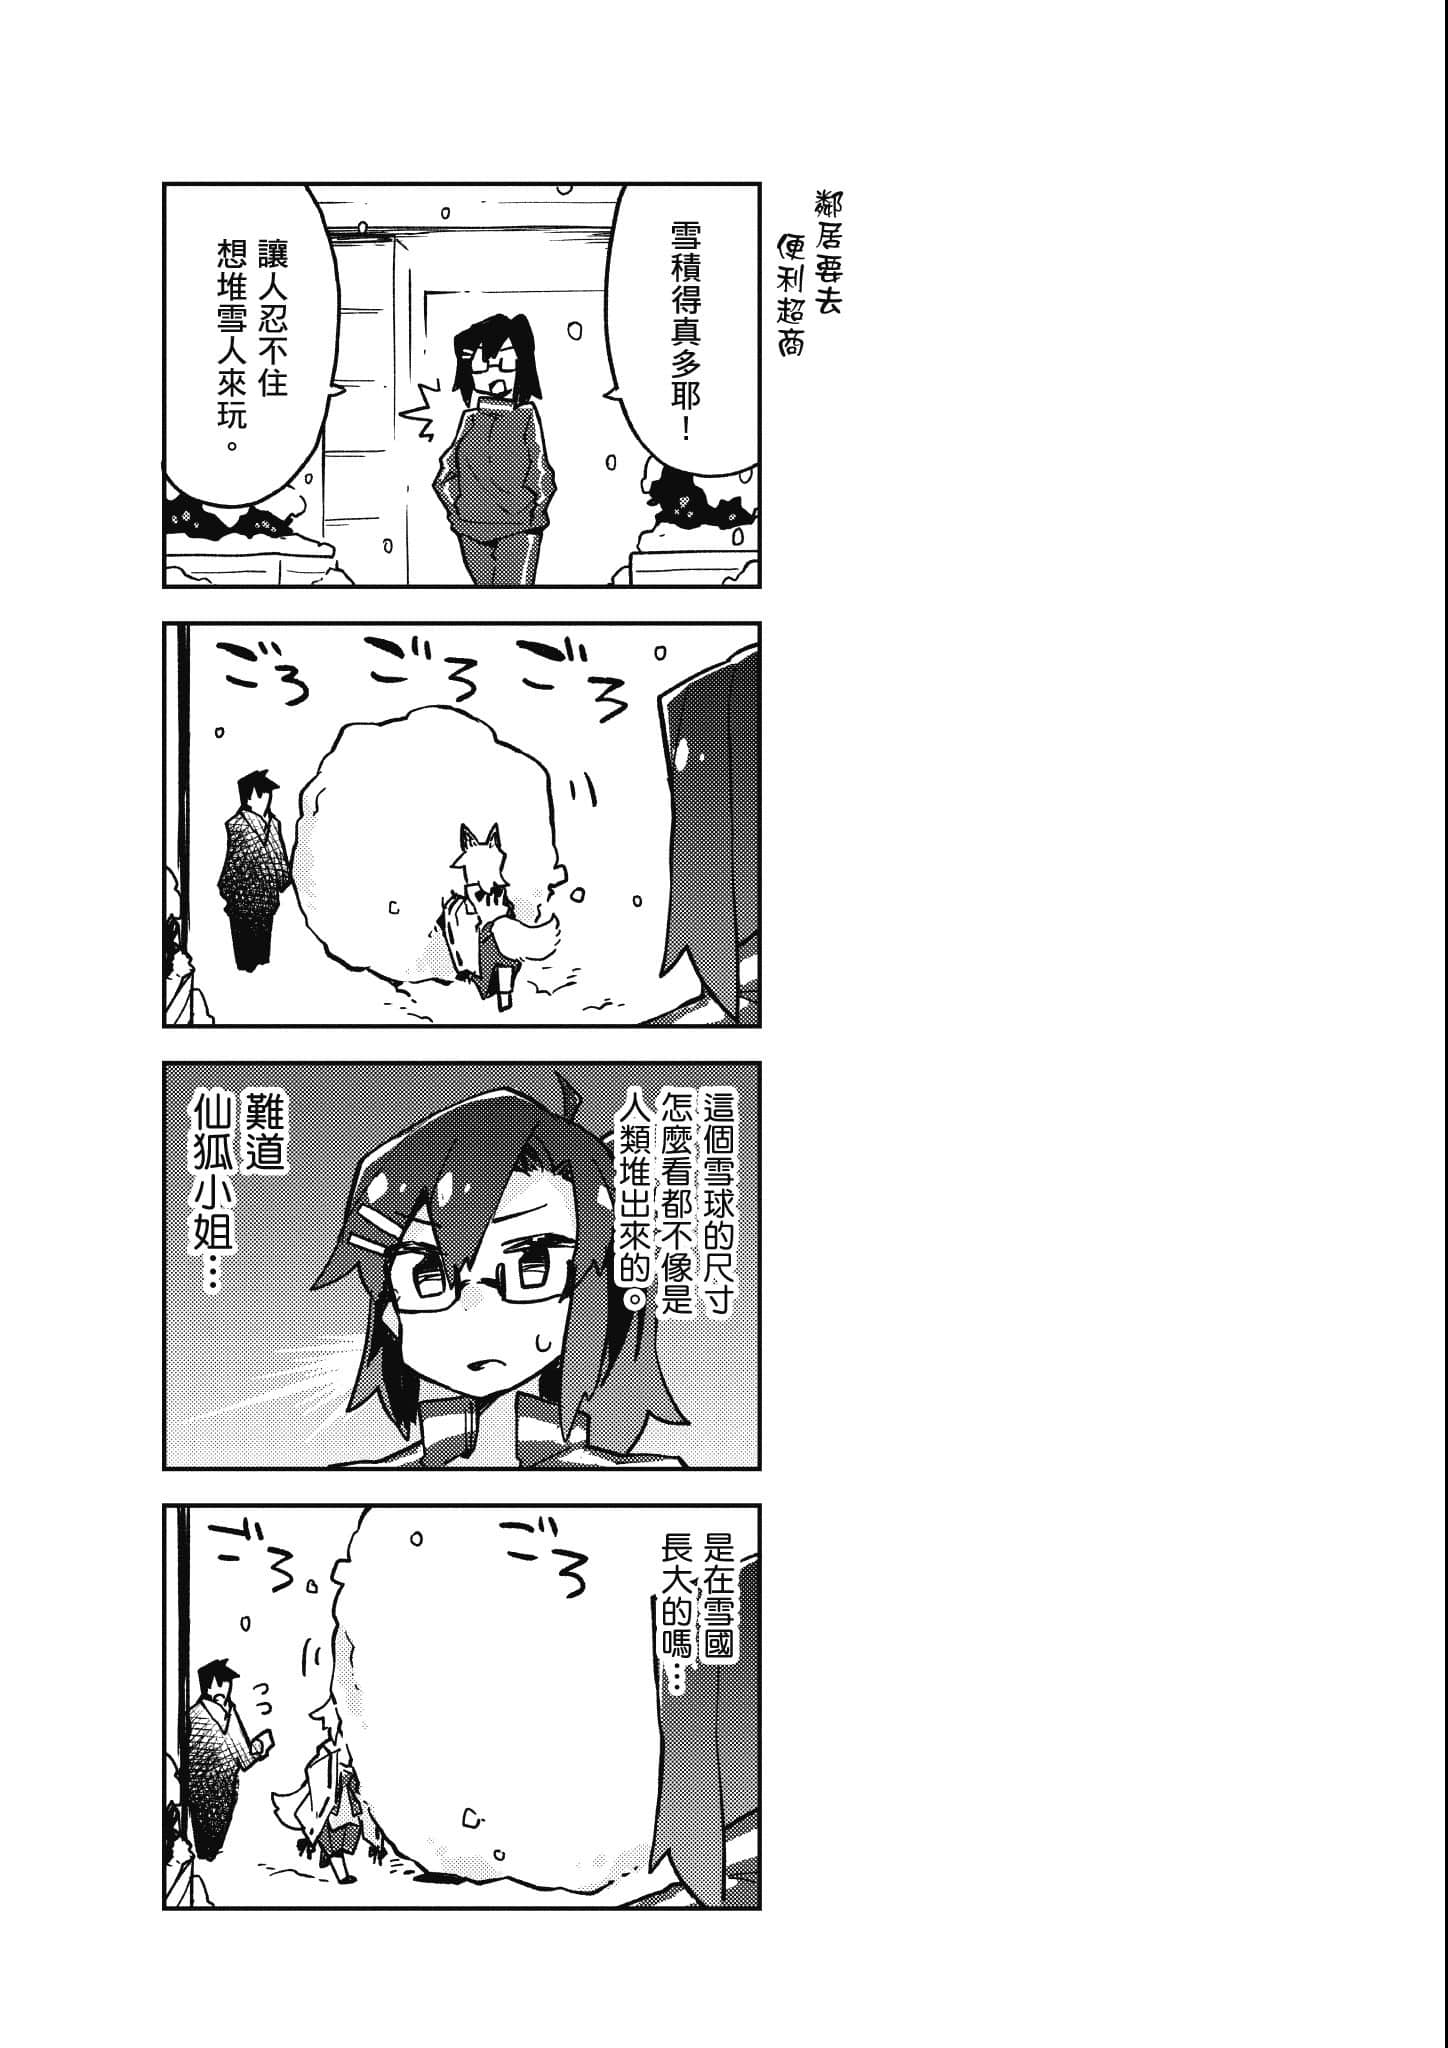 鄰居要去
便利超商
雪積得真多耶！
讓人忍不住
想堆雪人來玩。
ごろ
ごろ
ごろ
這個雪球的尺寸
怎麼看都不像是
人類堆出來的。
難道
仙狐小姐…
是在雪國
長大的嗎…
ごろ
ごろ